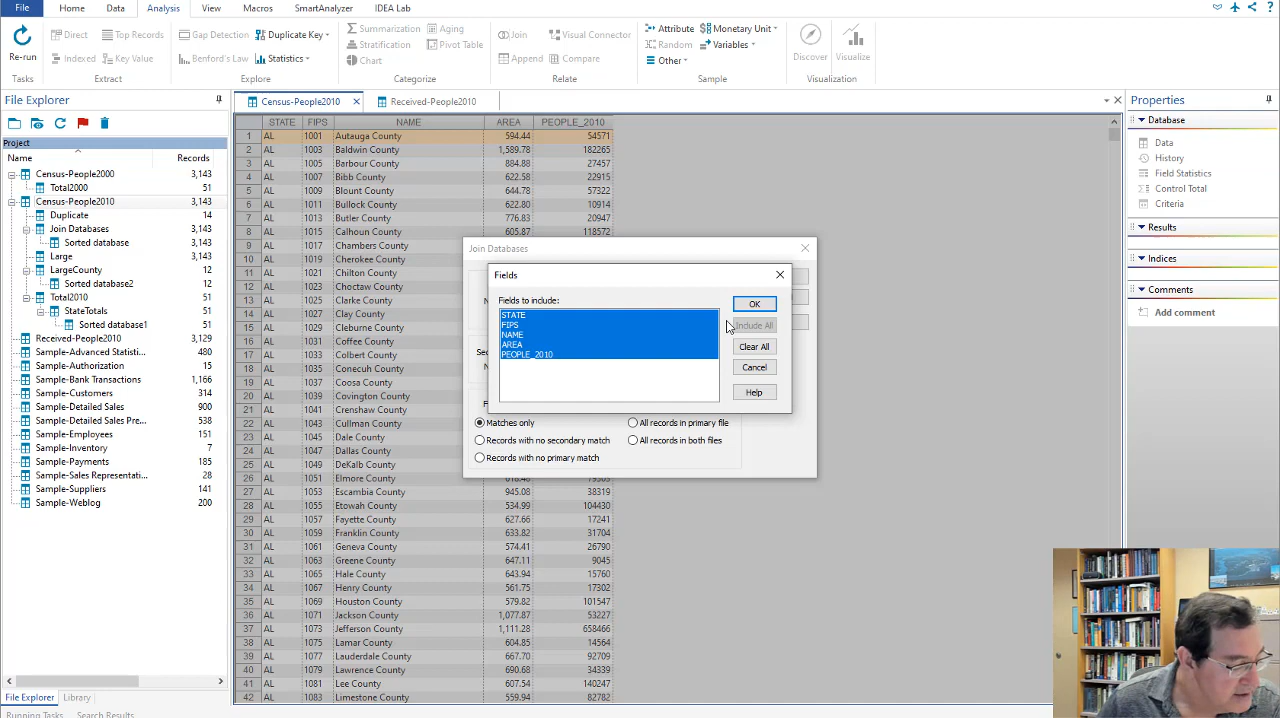 File Home Data Analysis View Macros SmartAnalyzer IDEA Lab
Re-run
Tasks
Direct Top Records
Indexed Key Value
Extract
Gap Detection Duplicate Key
Benford's Law Statistics
Explore
Summarization Aging
Stratification Pivot Table
Chart
Categorize
Join Visual Connector
Append Compare
Relate
Attribute Monetary Unit
Random Variables
Other
Sample
Discover Visualize
Visualization
File Explorer
Project
Name Records
Census-People2000 3,143
Total2000 51
Census-People2010 3,143
Duplicate 14
Join Databases 3,143
Sorted database 3,143
Large 3,143
LargeCounty 12
Sorted database2 12
Total2010 51
StateTotals 51
Sorted database1 51
Received-People2010 3,129
Sample-Advanced Statisti... 480
Sample-Authorization 15
Sample-Bank Transactions 1,166
Sample-Customers 314
Sample-Detailed Sales 900
Sample-Detailed Sales Pre... 538
Sample-Employees 151
Sample-Inventory 7
Sample-Payments 185
Sample-Sales Representati... 28
Sample-Suppliers 141
Sample-Weblog 200
File Explorer Library
Running Tasks Search Results
Census-People2010 Received-People2010
STATE FIPS NAME AREA PEOPLE_2010
1 AL 1001 Autauga County 594.44 54571
2 AL 1003 Baldwin County 1,589.78 182265
3 AL 1005 Barbour County 884.88 27457
4 AL 1007 Bibb County 622.58 22915
5 AL 1009 Blount County 644.78 57322
6 AL 1011 Bullock County 622.80 10914
7 AL 1013 Butler County 776.83 20947
8 AL 1015 Calhoun County 605.87 118572
9 AL 1017 Chambers County
10 AL 1019 Cherokee County
11 AL 1021 Chilton County
12 AL 1023 Choctaw County
13 AL 1025 Clarke County
14 AL 1027 Clay County
15 AL 1029 Cleburne County
16 AL 1031 Coffee County
17 AL 1033 Colbert County
18 AL 1035 Conecuh County
19 AL 1037 Coosa County
20 AL 1039 Covington County
21 AL 1041 Crenshaw County
22 AL 1043 Cullman County
23 AL 1045 Dale County
24 AL 1047 Dallas County
25 AL 1049 DeKalb County
26 AL 1051 Elmore County
27 AL 1053 Escambia County 945.08 38319
28 AL 1055 Etowah County 534.99 104430
29 AL 1057 Fayette County 627.66 17241
30 AL 1059 Franklin County 633.82 31704
31 AL 1061 Geneva County 574.41 26790
32 AL 1063 Greene County 647.11 9045
33 AL 1065 Hale County 643.94 15760
34 AL 1067 Henry County 561.75 17302
35 AL 1069 Houston County 579.82 101547
36 AL 1071 Jackson County 1,077.87 53227
37 AL 1073 Jefferson County 1,111.28 658466
38 AL 1075 Lamar County 604.85 14564
39 AL 1077 Lauderdale County 667.70 92709
40 AL 1079 Lawrence County 690.68 34339
41 AL 1081 Lee County 607.54 140247
42 AL 1083 Limestone County 559.94 82782
Join Databases
Fields
Fields to include:
STATE
FIPS
NAME
AREA
PEOPLE_2010
OK
Include All
Clear All
Cancel
Help
Matches only All records in primary file
Records with no secondary match All records in both files
Records with no primary match
Properties
Database
Data
History
Field Statistics
Control Total
Criteria
Results
Indices
Comments
Add comment